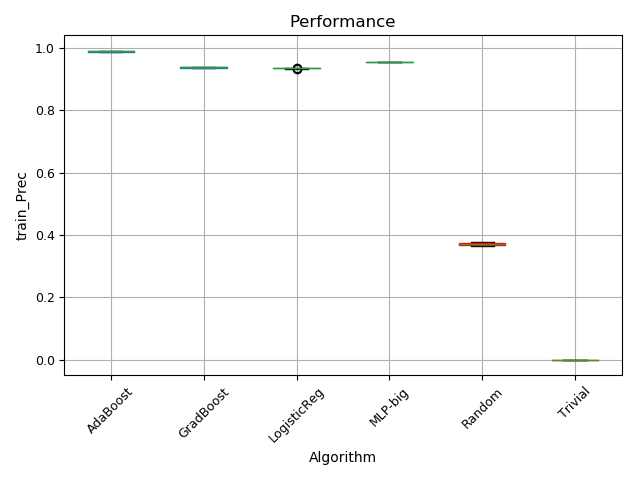 Performance
train_Prec
1.0
0.8
0.6
0.4
0.2
0.0
AdaBoost
GradBoost
LogisticReg
MLP-big
Random
Trivial
Algorithm